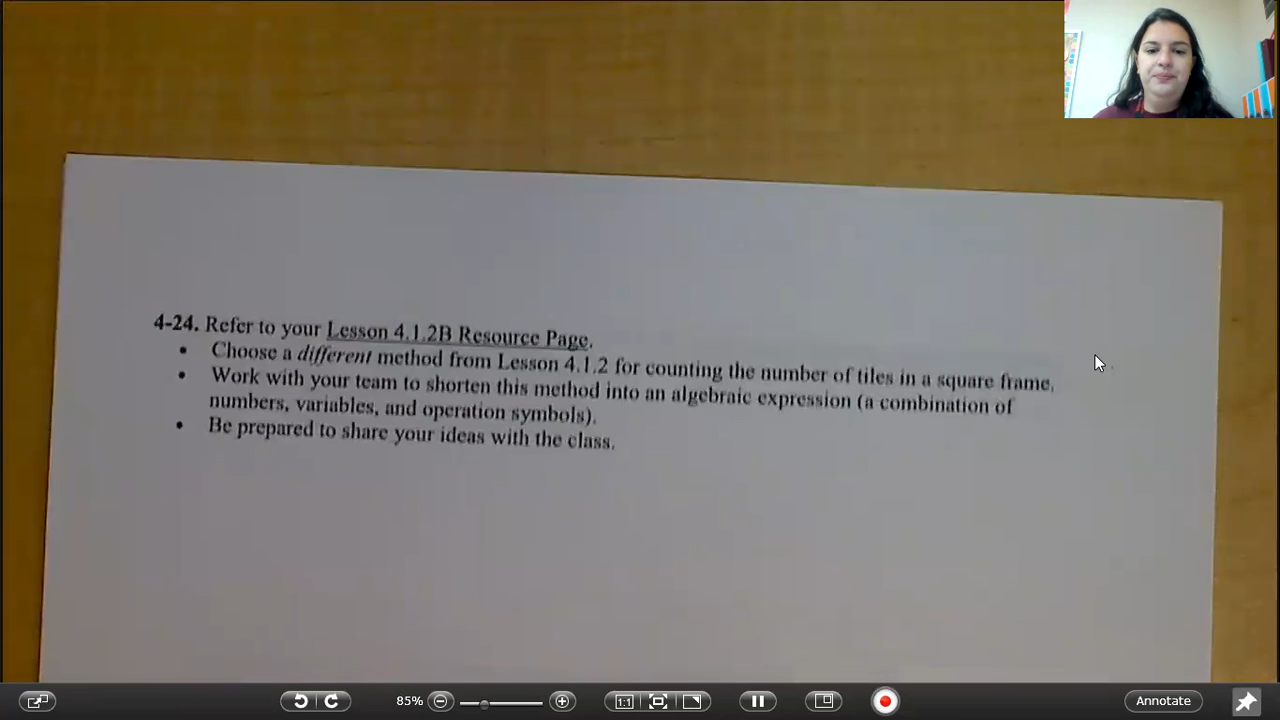 4-24. Refer to your Lesson 4.1.2B Resource Page.
• Choose a different method from Lesson 4.1.2 for counting the number of tiles in a square frame.
• Work with your team to shorten this method into an algebraic expression (a combination of
numbers, variables, and operation symbols).
• Be prepared to share your ideas with the class.
85%
1:1
Annotate